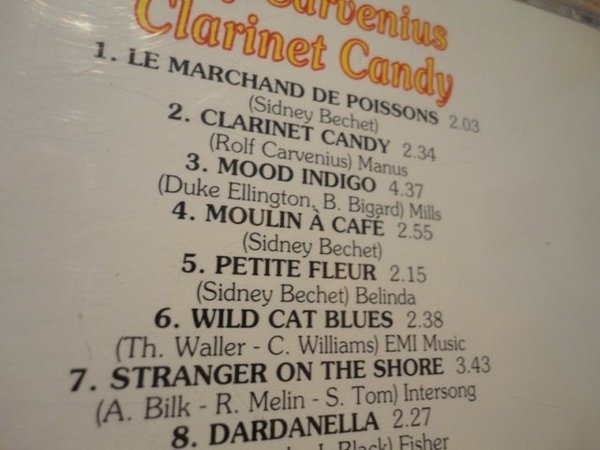 Carvenius
Clarinet Candy
1. LE MARCHAND DE POISSONS 2.03
(Sidney Bechet)
2. CLARINET CANDY 2.34
(Rolf Carvenius) Manus
3. MOOD INDIGO 4.37
(Duke Ellington, B. Bigard) Mills
4. MOULIN À CAFÉ 2.55
(Sidney Bechet)
5. PETITE FLEUR 2.15
(Sidney Bechet) Belinda
6. WILD CAT BLUES 2.38
(Th. Waller - C. Williams) EMI Music
7. STRANGER ON THE SHORE 3.43
(A. Bilk - R. Melin - S. Tom) Intersong
8. DARDANELLA 2.27
Black) Fisher